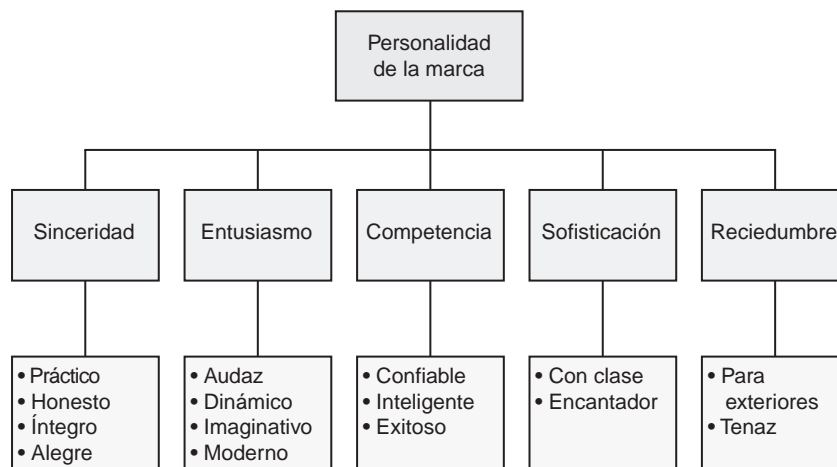 Personalidad
de la marca
Sinceridad
Entusiasmo
Competencia
Sofisticación
Reciedumbre
• Práctico
• Honesto
• Íntegro
• Alegre
• Audaz
• Dinámico
• Imaginativo
• Moderno
• Confiable
• Inteligente
• Exitoso
• Con clase
• Encantador
• Para
exteriores
• Tenaz